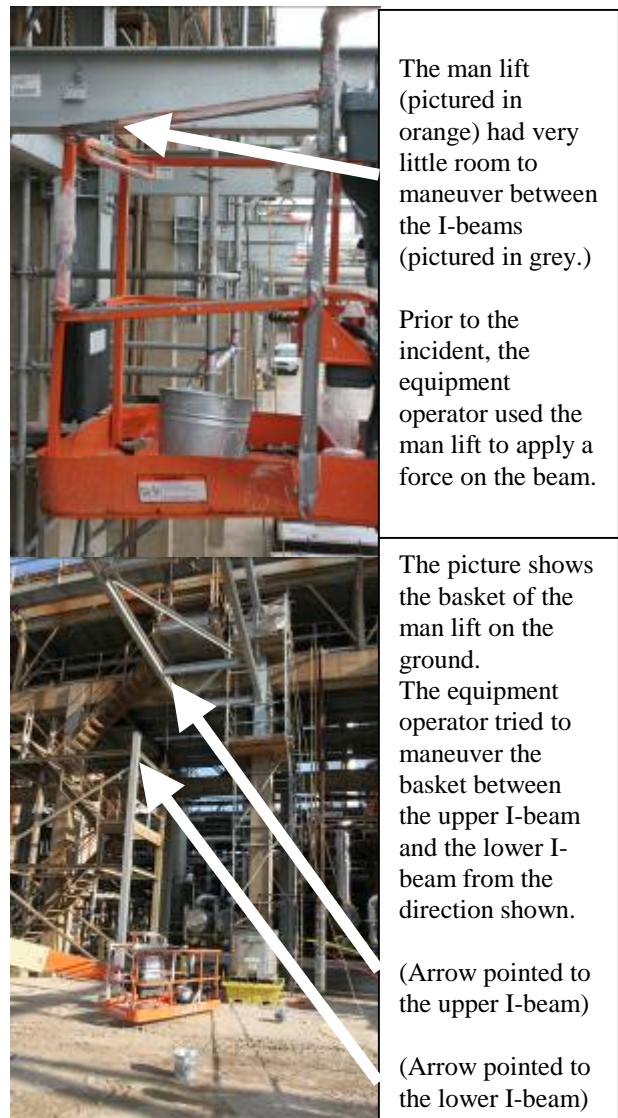 The man lift
(pictured in
orange) had very
little room to
maneuver between
the I-beams
(pictured in grey.)
Prior to the
incident, the
equipment
operator used the
man lift to apply a
force on the beam.
The picture shows
the basket of the
man lift on the
ground.
The equipment
operator tried to
maneuver the
basket between
the upper I-beam
and the lower I-
beam from the
direction shown.
(Arrow pointed to
the upper I-beam)
(Arrow pointed to
the lower I-beam)